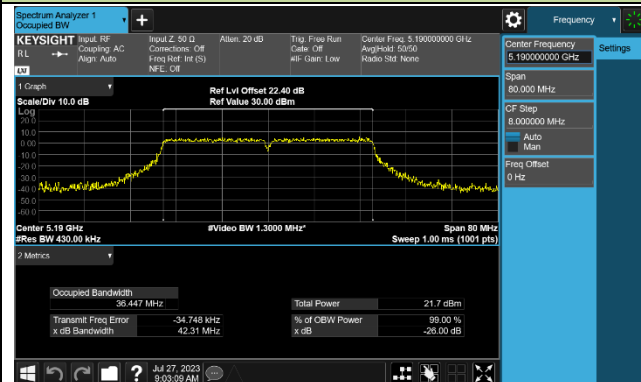 Spectrum Analyzer 1
Occupied BW
+
Frequency
KEYSIGHT
R L
LXI
Input: RF
Coupling: AC
Align: Auto
Input Z: 50 Ω
Corrections: Off
Freq Ref: Int (S)
NFE: Off
Atten: 20 dB
Trig: Free Run
Gate: Off
#IF Gain: Low
Center Freq: 5.190000000 GHz
Avg|Hold: 50/50
Radio Std: None
Center Frequency
5.190000000 GHz
Settings
Span
80.000 MHz
CF Step
8.000000 MHz
Auto
Man
Freq Offset
0 Hz
1 Graph
Scale/Div 10.0 dB
Ref Lvl Offset 22.40 dB
Ref Value 30.00 dBm
Log
20.0
10.0
0.00
-10.0
-20.0
-30.0
-40.0
-50.0
-60.0
Center 5.19 GHz
#Res BW 430.00 kHz
#Video BW 1.3000 MHz*
Span 80 MHz
Sweep 1.00 ms (1001 pts)
2 Metrics
Occupied Bandwidth
36.447 MHz
Total Power 21.7 dBm
Transmit Freq Error -34.748 kHz
% of OBW Power 99.00 %
x dB Bandwidth 42.31 MHz
x dB -26.00 dB
?
Jul 27, 2023
9:03:09 AM